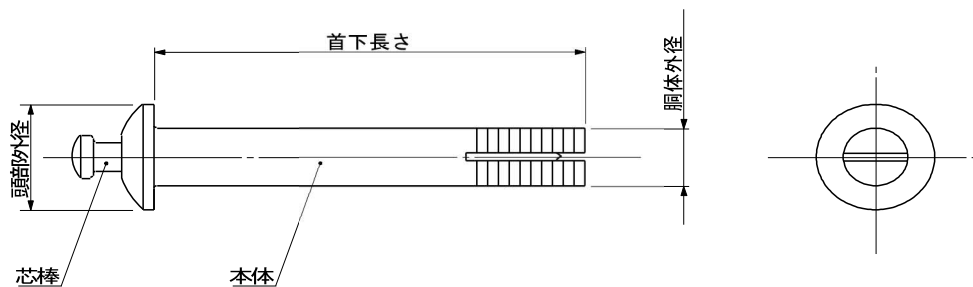 首下長さ
胴体外径
頭部外径
芯棒
本体